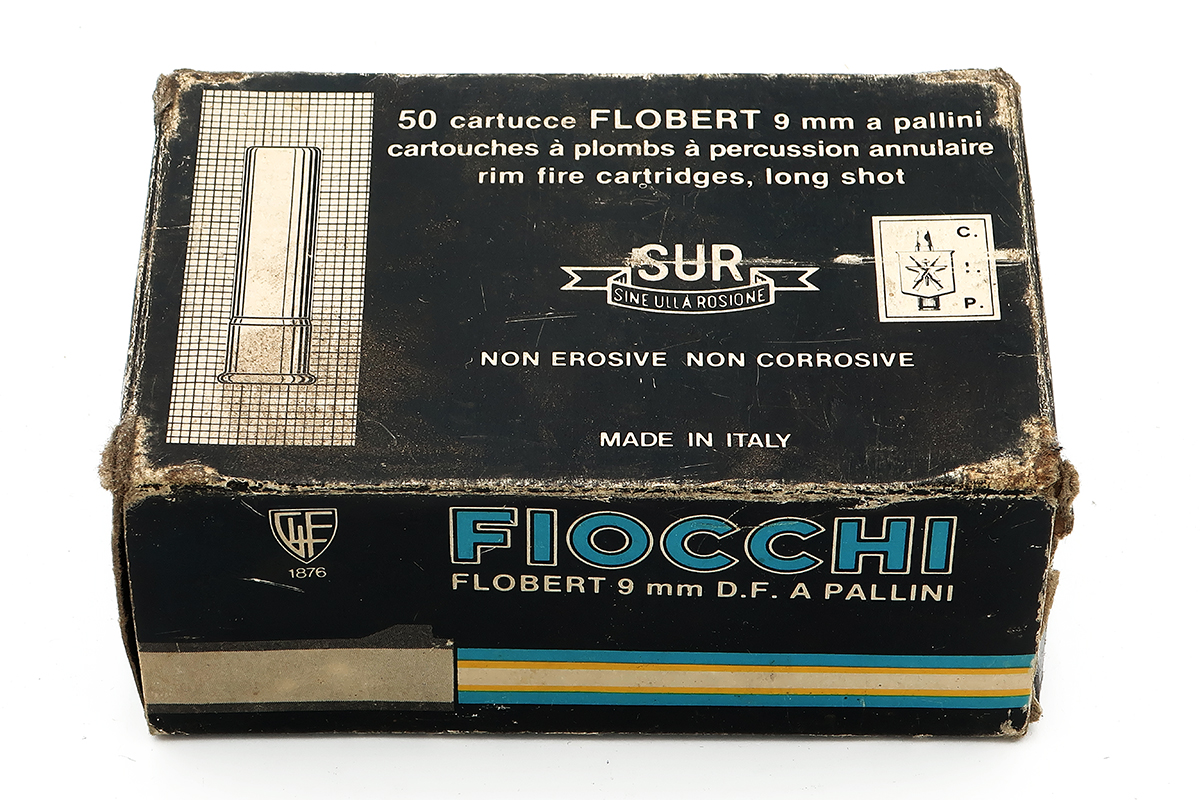 50 cartucce FLOBERT 9 mm a pallini
cartouches à plombs à percussion annulaire
rim fire cartridges, long shot
SUR
SINE ULLA ROSIONE
C.
I.
P.
NON EROSIVE NON CORROSIVE
MADE IN ITALY
GF
1876
FIOCCHI
FLOBERT 9 mm D.F. A PALLINI